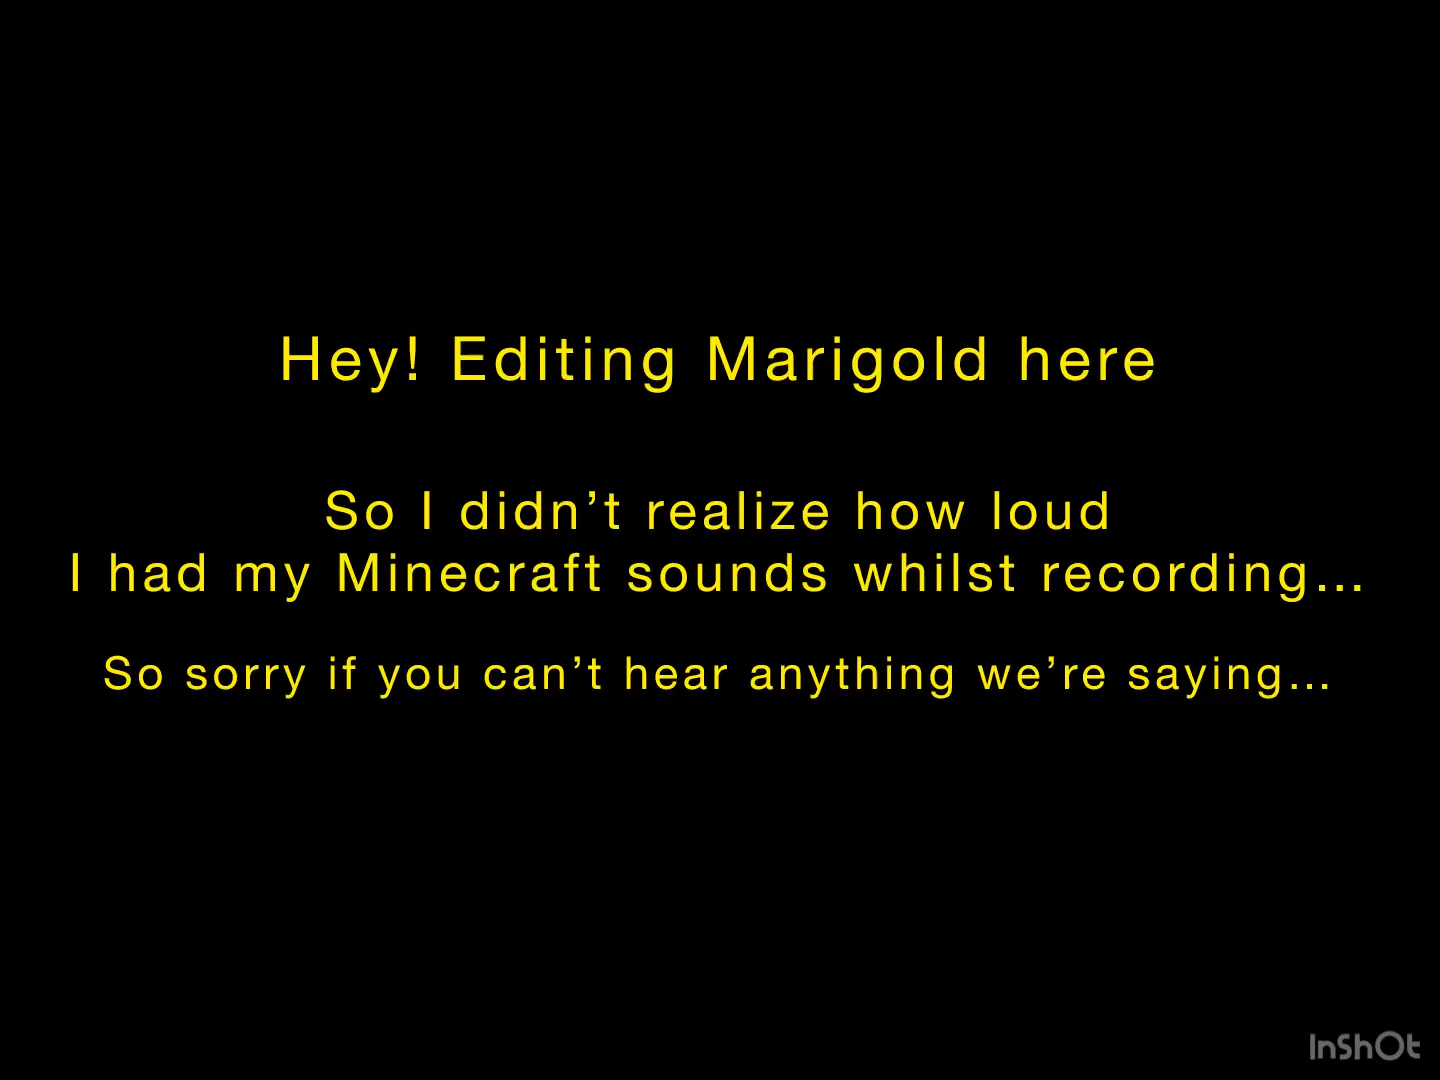 Hey! Editing Marigold here
So I didn’t realize how loud
I had my Minecraft sounds whilst recording...
So sorry if you can’t hear anything we’re saying...
InShOt